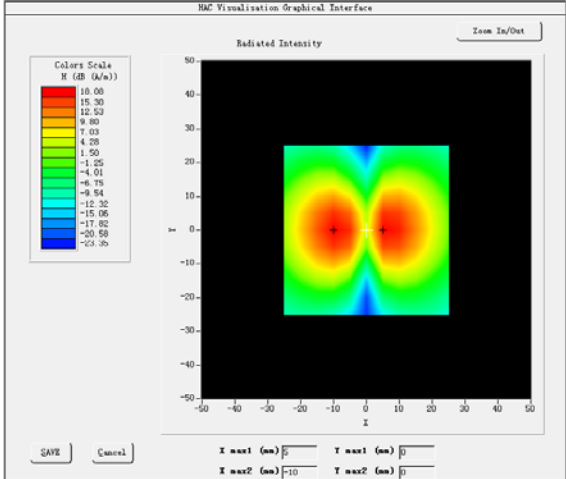 HAC Visualisation Graphical Interface
Zoom In/Out
Radiated Intensity
Colors Scale
H (dB (A/m))
18.08
15.30
12.53
9.80
7.03
4.28
1.50
-1.25
-4.01
-6.75
-9.54
-12.32
-15.06
-17.82
-20.58
-23.35
50
40
30
20
10
0
-10
-20
-30
-40
-50
Y
-50 -40 -30 -20 -10 0 10 20 30 40 50
X
SAVE
Cancel
X max1 (mm) 5 Y max1 (mm) 0
X max2 (mm) -10 Y max2 (mm) 0